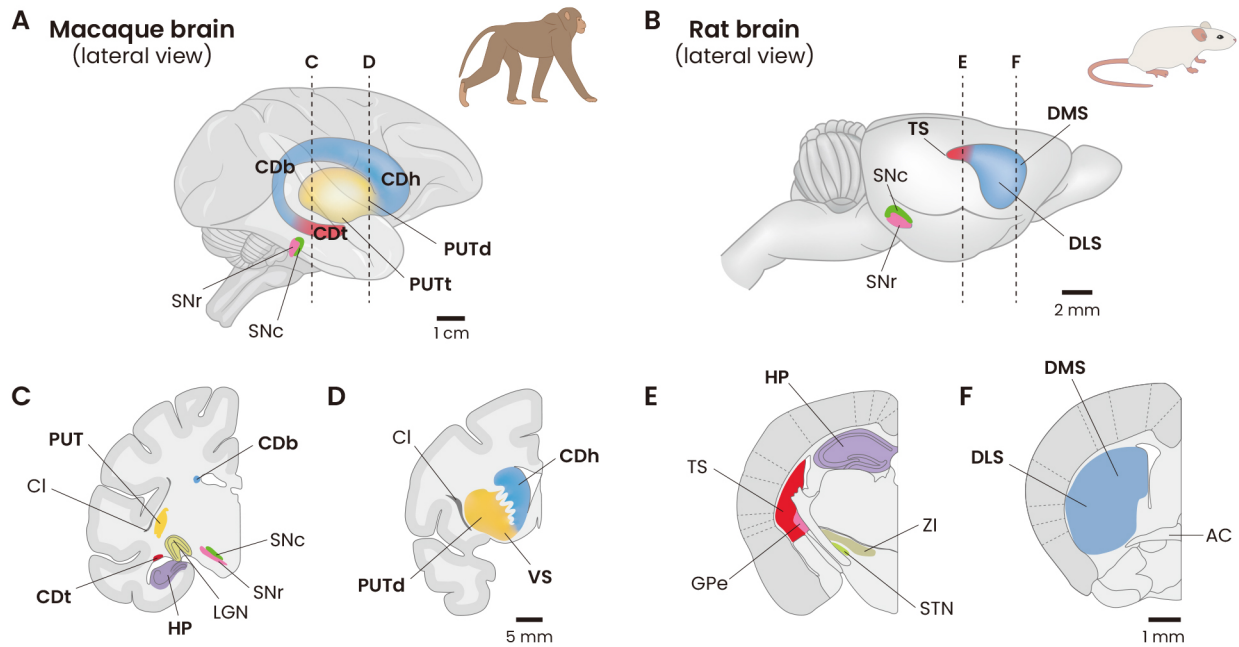 A
Macaque brain
(lateral view)
C
D
CDb
CDh
CDt
PUTd
PUTt
SNr
SNc
1 cm
B
Rat brain
(lateral view)
E
F
TS
DMS
SNc
DLS
SNr
2 mm
C
PUT
CDb
Cl
SNc
CDt
SNr
LGN
HP
D
Cl
CDh
PUTd
VS
5 mm
E
HP
TS
ZI
GPe
STN
F
DMS
DLS
AC
1 mm